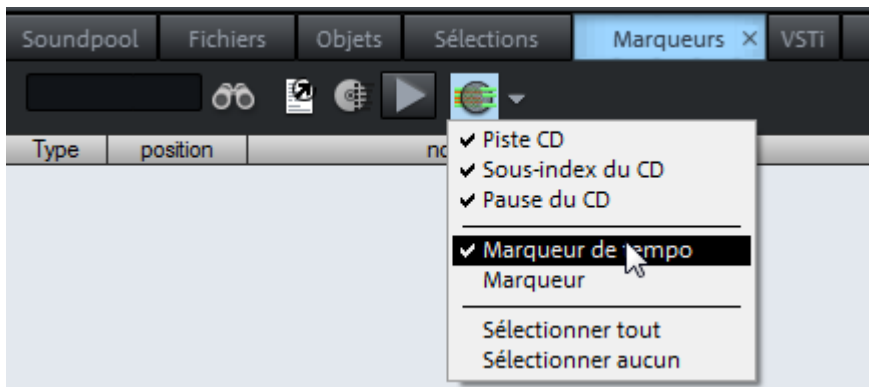 Soundpool Fichiers Objets Sélections Marqueurs × VSTi
Type position
Piste CD
Sous-index du CD
Pause du CD
Marqueur de tempo
Marqueur
Sélectionner tout
Sélectionner aucun